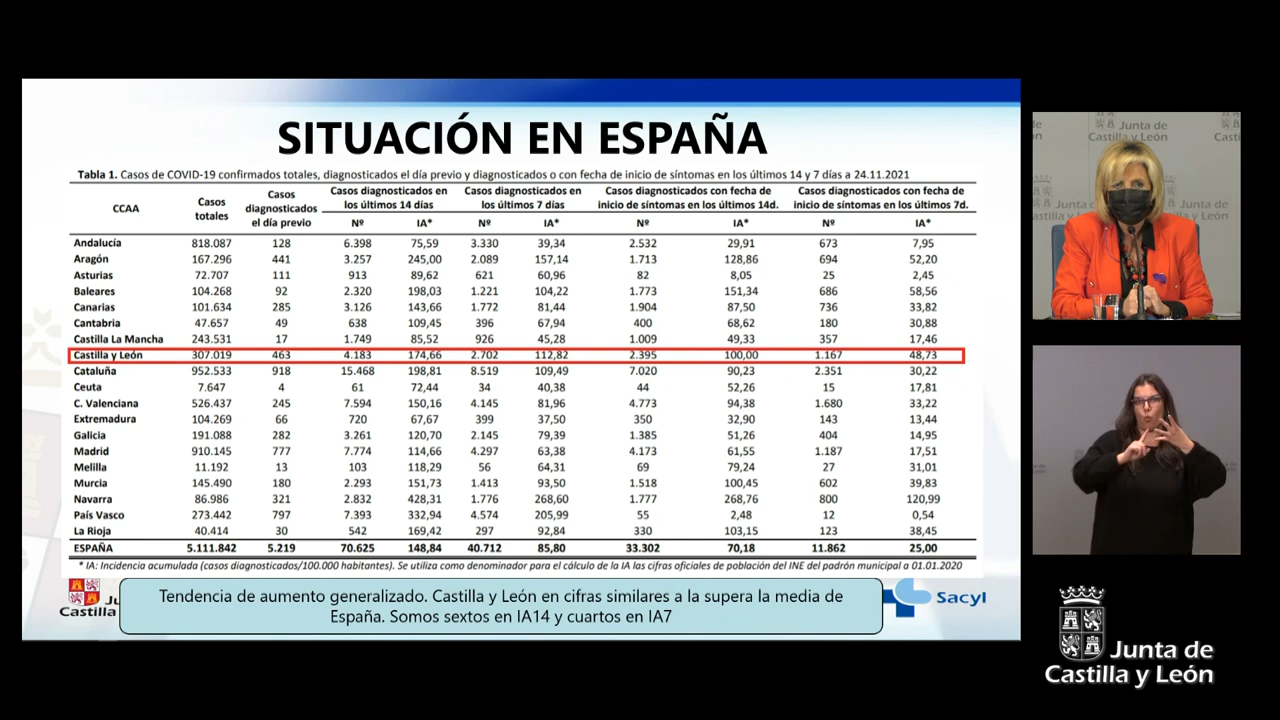 SITUACIÓN EN ESPAÑA
Tabla 1. Casos de COVID-19 confirmados totales, diagnosticados el día previo y diagnosticados o con fecha de inicio de síntomas en los últimos 14 y 7 días a 24.11.2021
CCAA Casos totales Casos diagnosticados el día previo Casos diagnosticados en los últimos 14 días Casos diagnosticados en los últimos 7 días Casos diagnosticados con fecha de inicio de síntomas en los últimos 14d. Casos diagnosticados con fecha de inicio de síntomas en los últimos 7d.
Nº IA* Nº IA* Nº IA* Nº IA*
Andalucía 818.087 128 6.398 75,59 3.330 39,34 2.532 29,91 673 7,95
Aragón 167.296 441 3.257 245,00 2.089 157,14 1.713 128,86 694 52,20
Asturias 72.707 111 913 89,62 621 60,96 82 8,05 25 2,45
Baleares 104.268 92 2.320 198,03 1.221 104,22 1.773 151,34 686 58,56
Canarias 101.634 285 3.126 143,66 1.772 81,44 1.904 87,50 736 33,82
Cantabria 47.657 49 638 109,45 396 67,94 400 68,62 180 30,88
Castilla La Mancha 243.531 17 1.749 85,52 926 45,28 1.009 49,33 357 17,46
Castilla y León 307.019 463 4.183 174,66 2.702 112,82 2.395 100,00 1.167 48,73
Cataluña 952.533 918 15.468 198,81 8.519 109,49 7.020 90,23 2.351 30,22
Ceuta 7.647 4 61 72,44 34 40,38 44 52,26 15 17,81
C. Valenciana 526.437 245 7.594 150,16 4.145 81,96 4.773 94,38 1.680 33,22
Extremadura 104.269 66 720 67,67 399 37,50 350 32,90 143 13,44
Galicia 191.088 282 3.261 120,70 2.145 79,39 1.385 51,26 404 14,95
Madrid 910.145 777 7.774 114,66 4.297 63,38 4.173 61,55 1.187 17,51
Melilla 11.192 13 103 118,29 56 64,31 69 79,24 27 31,01
Murcia 145.490 180 2.293 151,73 1.413 93,50 1.518 100,45 602 39,83
Navarra 86.986 321 2.832 428,31 1.776 268,60 1.777 268,76 800 120,99
País Vasco 273.442 797 7.393 332,94 4.574 205,99 55 2,48 12 0,54
La Rioja 40.414 30 542 169,42 297 92,84 330 103,15 123 38,45
ESPAÑA 5.111.842 5.219 70.625 148,84 40.712 85,80 33.302 70,18 11.862 25,00
* IA: Incidencia acumulada (casos diagnosticados/100.000 habitantes). Se utiliza como denominador para el cálculo de la IA las cifras oficiales de población del INE del padrón municipal a 01.01.2020
Tendencia de aumento generalizado. Castilla y León en cifras similares a la supera la media de
España. Somos sextos en IA14 y cuartos en IA7
Castilla
Sacyl
Junta de
Castilla y León
Junta de
Castilla y León